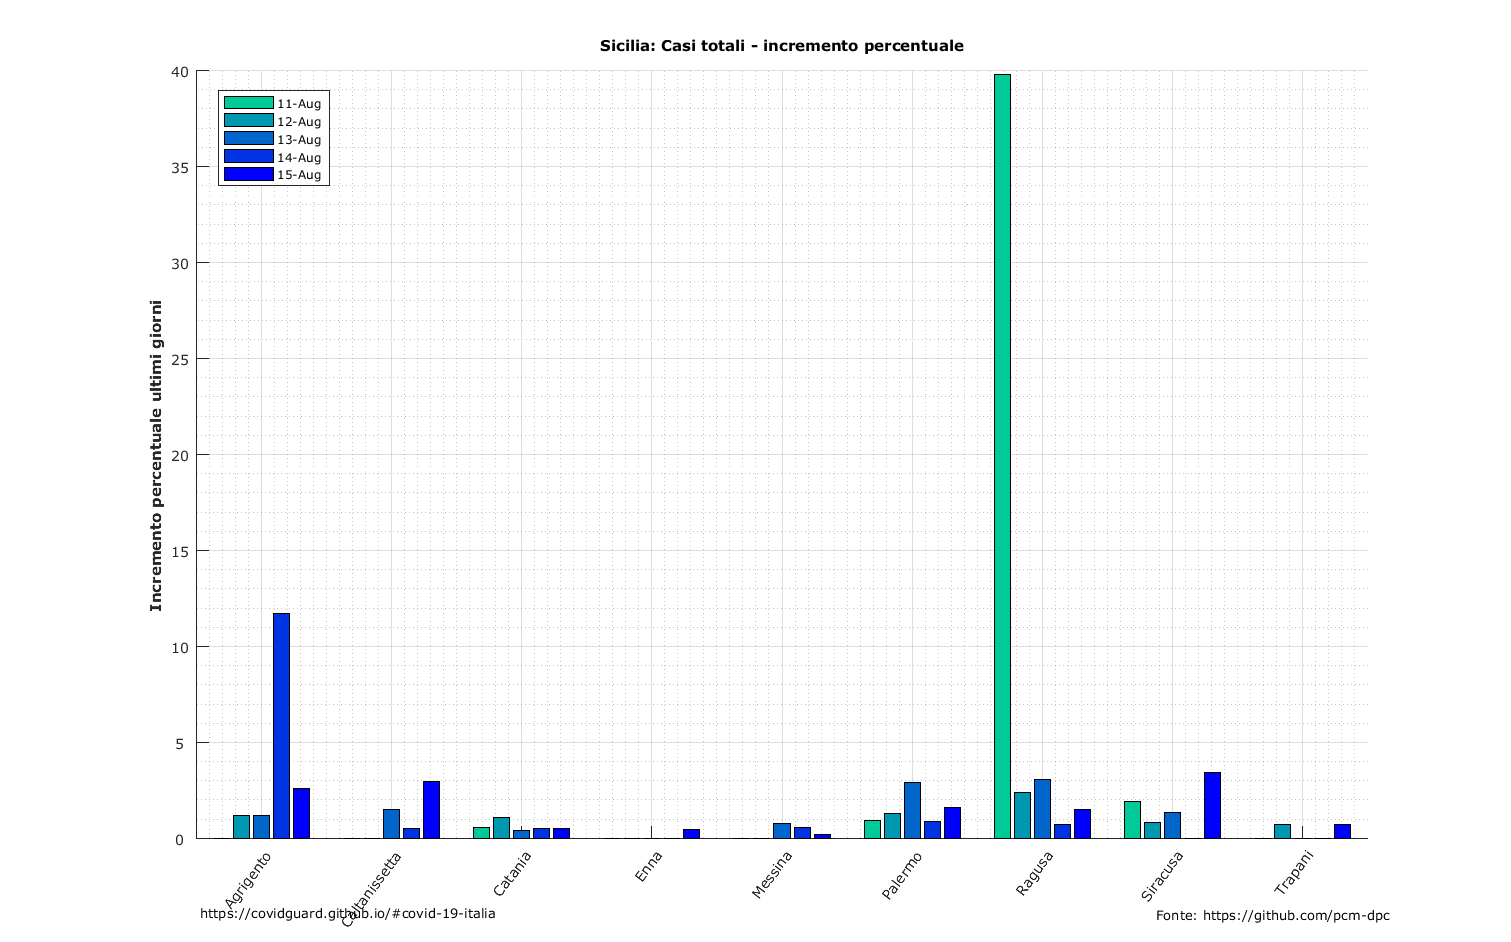 Sicilia: Casi totali - incremento percentuale
Incremento percentuale ultimi giorni
40
35
30
25
20
15
10
5
0
11-Aug
12-Aug
13-Aug
14-Aug
15-Aug
Agrigento
Caltanissetta
Catania
Enna
Messina
Palermo
Ragusa
Siracusa
Trapani
https://covidguard.github.io/#covid-19-italia
Fonte: https://github.com/pcm-dpc